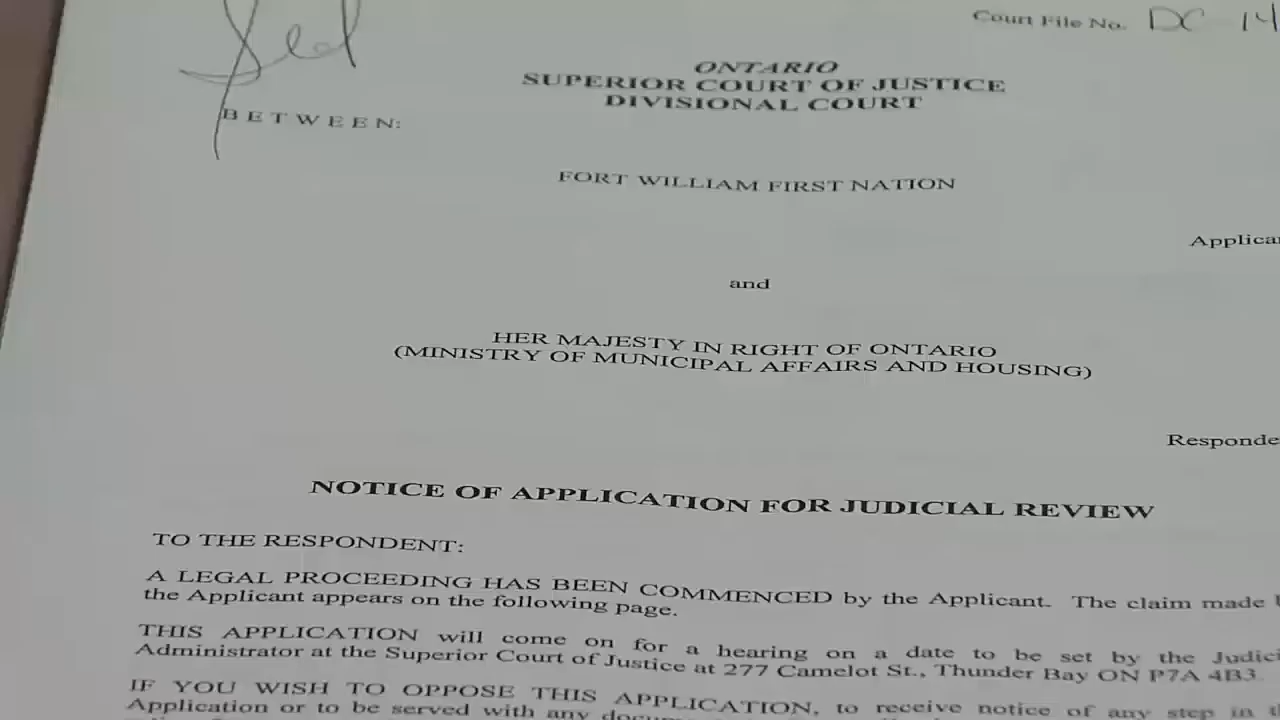 Court File No. DC 14
ONTARIO
SUPERIOR COURT OF JUSTICE
DIVISIONAL COURT
BETWEEN:
FORT WILLIAM FIRST NATION
Applica
and
HER MAJESTY IN RIGHT OF ONTARIO
(MINISTRY OF MUNICIPAL AFFAIRS AND HOUSING)
Responde
NOTICE OF APPLICATION FOR JUDICIAL REVIEW
TO THE RESPONDENT:
A LEGAL PROCEEDING HAS BEEN COMMENCED by the Applicant. The claim made
the Applicant appears on the following page.
THIS APPLICATION will come on for a hearing on a date to be set by the Judici
Administrator at the Superior Court of Justice at 277 Camelot St., Thunder Bay ON P7A 4B3.
IF YOU WISH TO OPPOSE THIS APPLICATION, to receive notice of any step in
Application or to be served with any